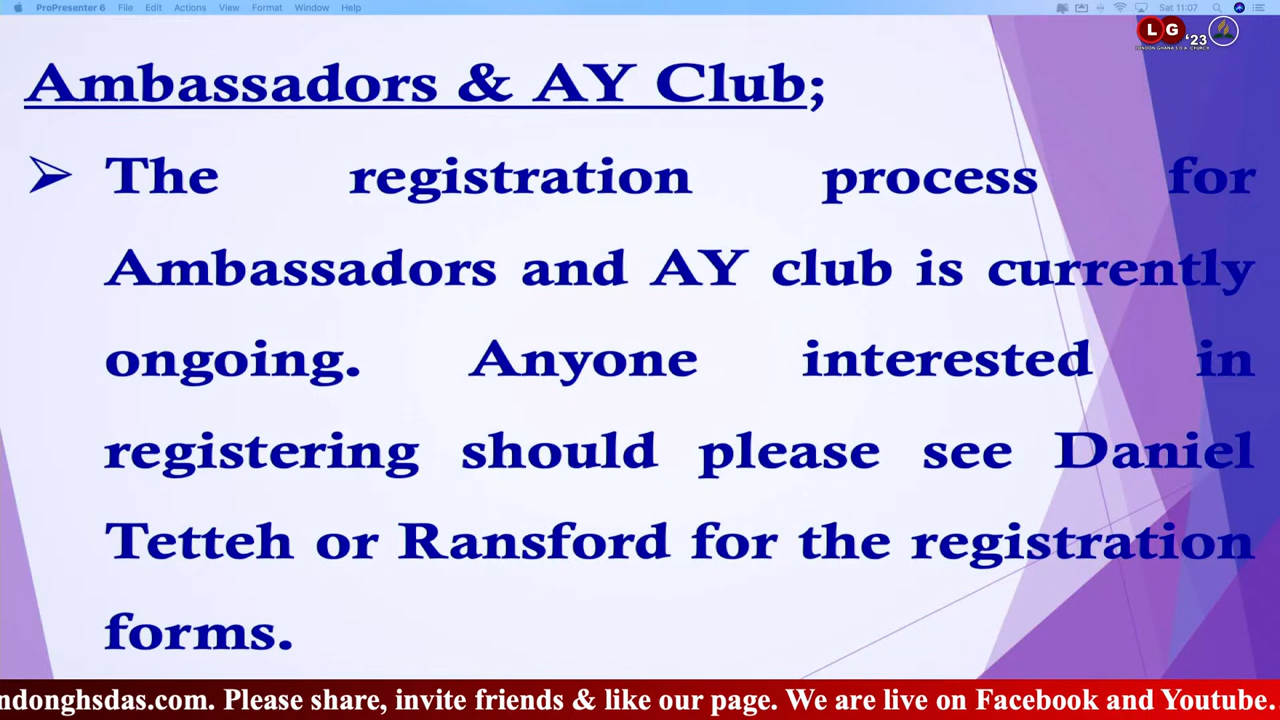 ProPresenter 6 File Edit Actions View Format Window Help Sat 11:07
L G '23
LONDON GHANA S.D.A. CHURCH
Ambassadors & AY Club;
➢ The registration process for
Ambassadors and AY club is currently
ongoing. Anyone interested in
registering should please see Daniel
Tetteh or Ransford for the registration
forms.
ndonghsdas.com. Please share, invite friends & like our page. We are live on Facebook and Youtube.